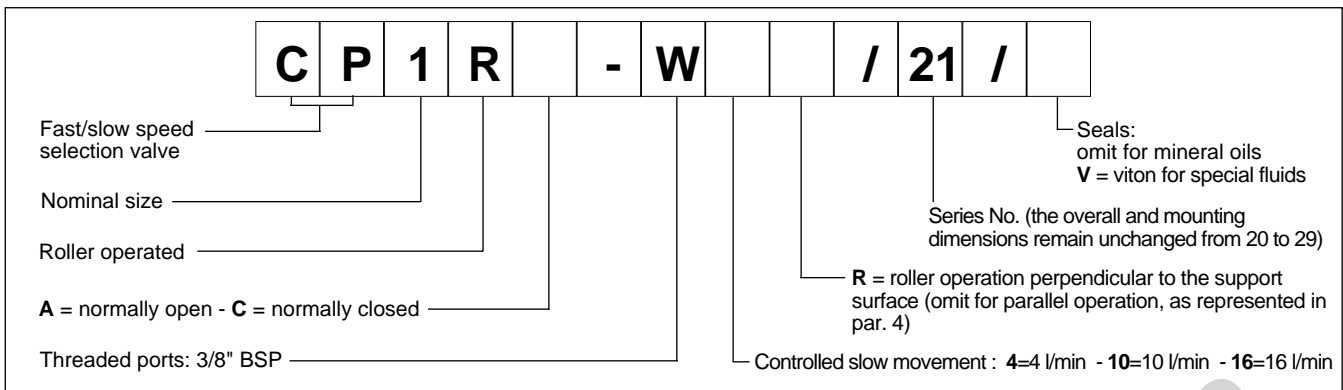 C P 1 R - W / 21 /
Fast/slow speed
selection valve
Nominal size
Roller operated
A = normally open - C = normally closed
Threaded ports: 3/8" BSP
Seals:
omit for mineral oils
V = viton for special fluids
Series No. (the overall and mounting
dimensions remain unchanged from 20 to 29)
R = roller operation perpendicular to the support
surface (omit for parallel operation, as represented in
par. 4)
Controlled slow movement : 4=4 l/min - 10=10 l/min - 16=16 l/min